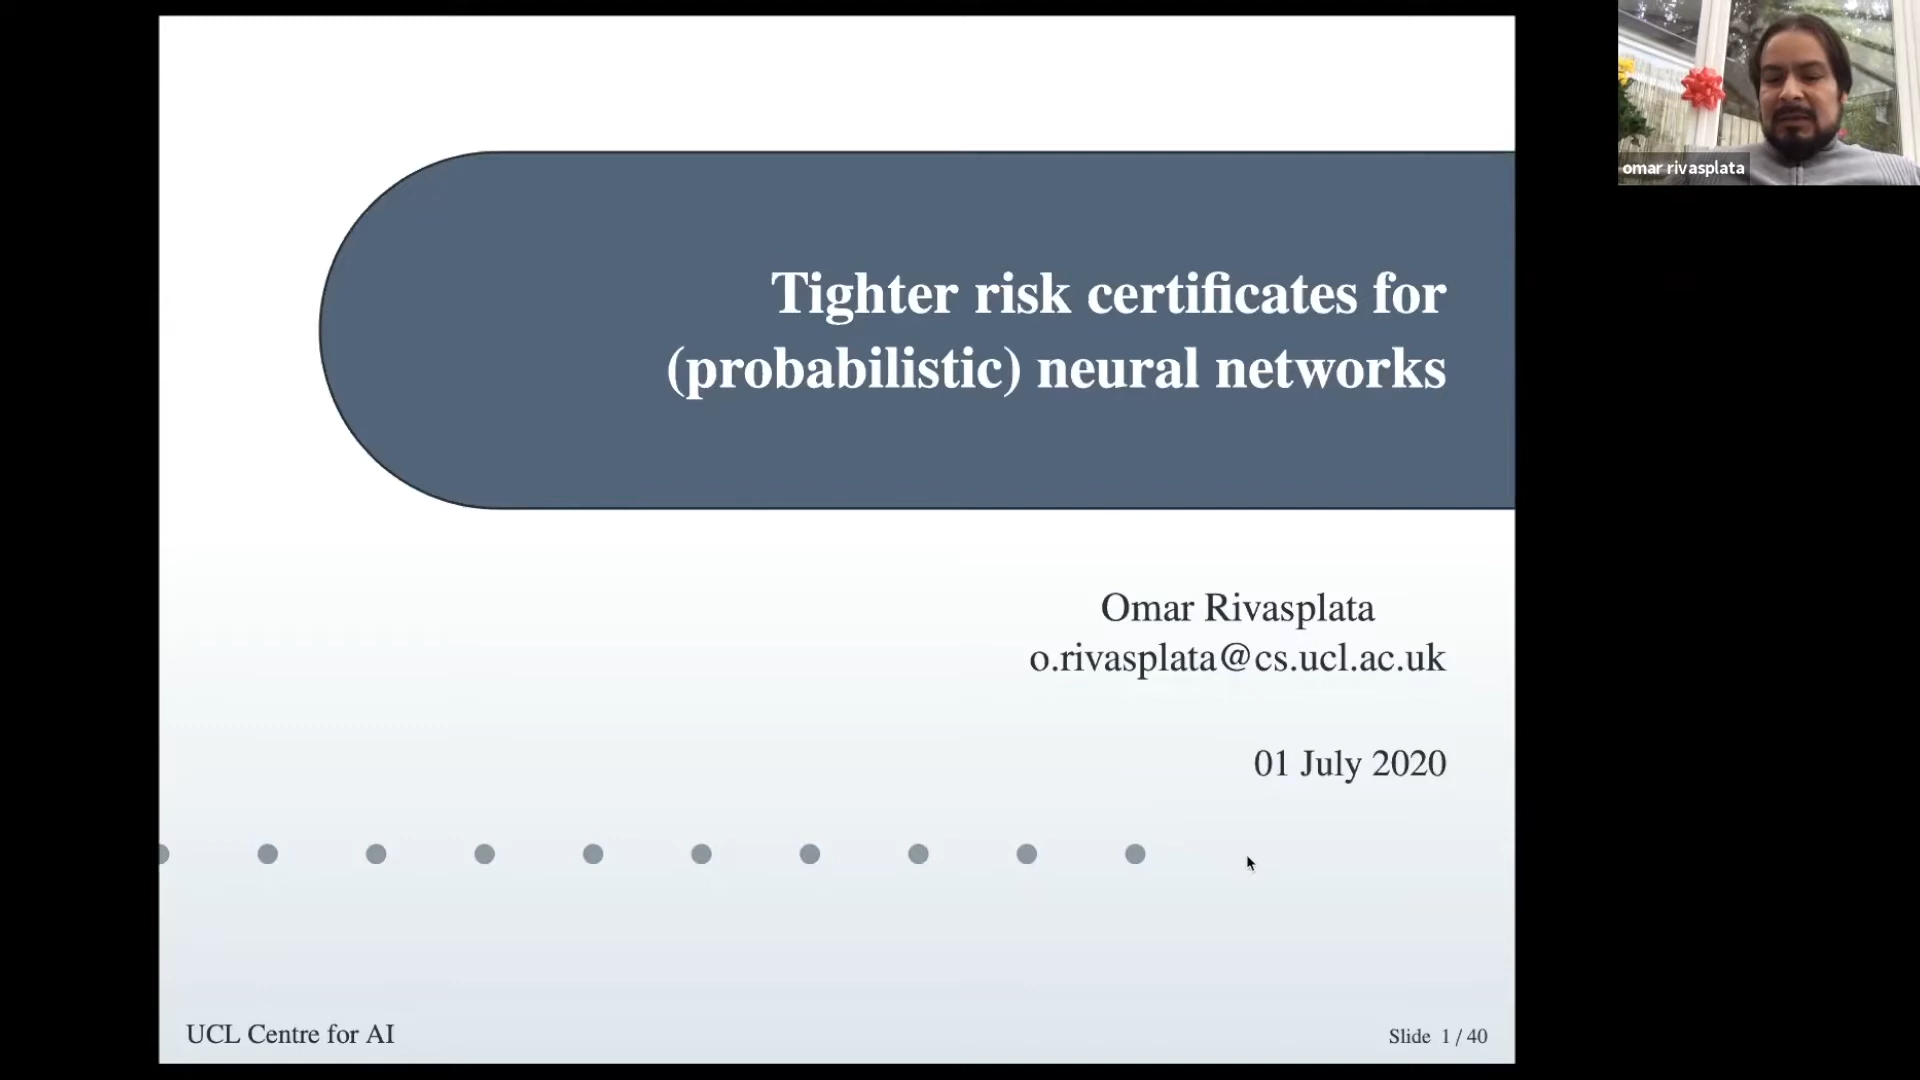 Tighter risk certificates for
(probabilistic) neural networks
Omar Rivasplata
o.rivasplata@cs.ucl.ac.uk
01 July 2020
UCL Centre for AI
Slide 1 / 40
omar rivasplata